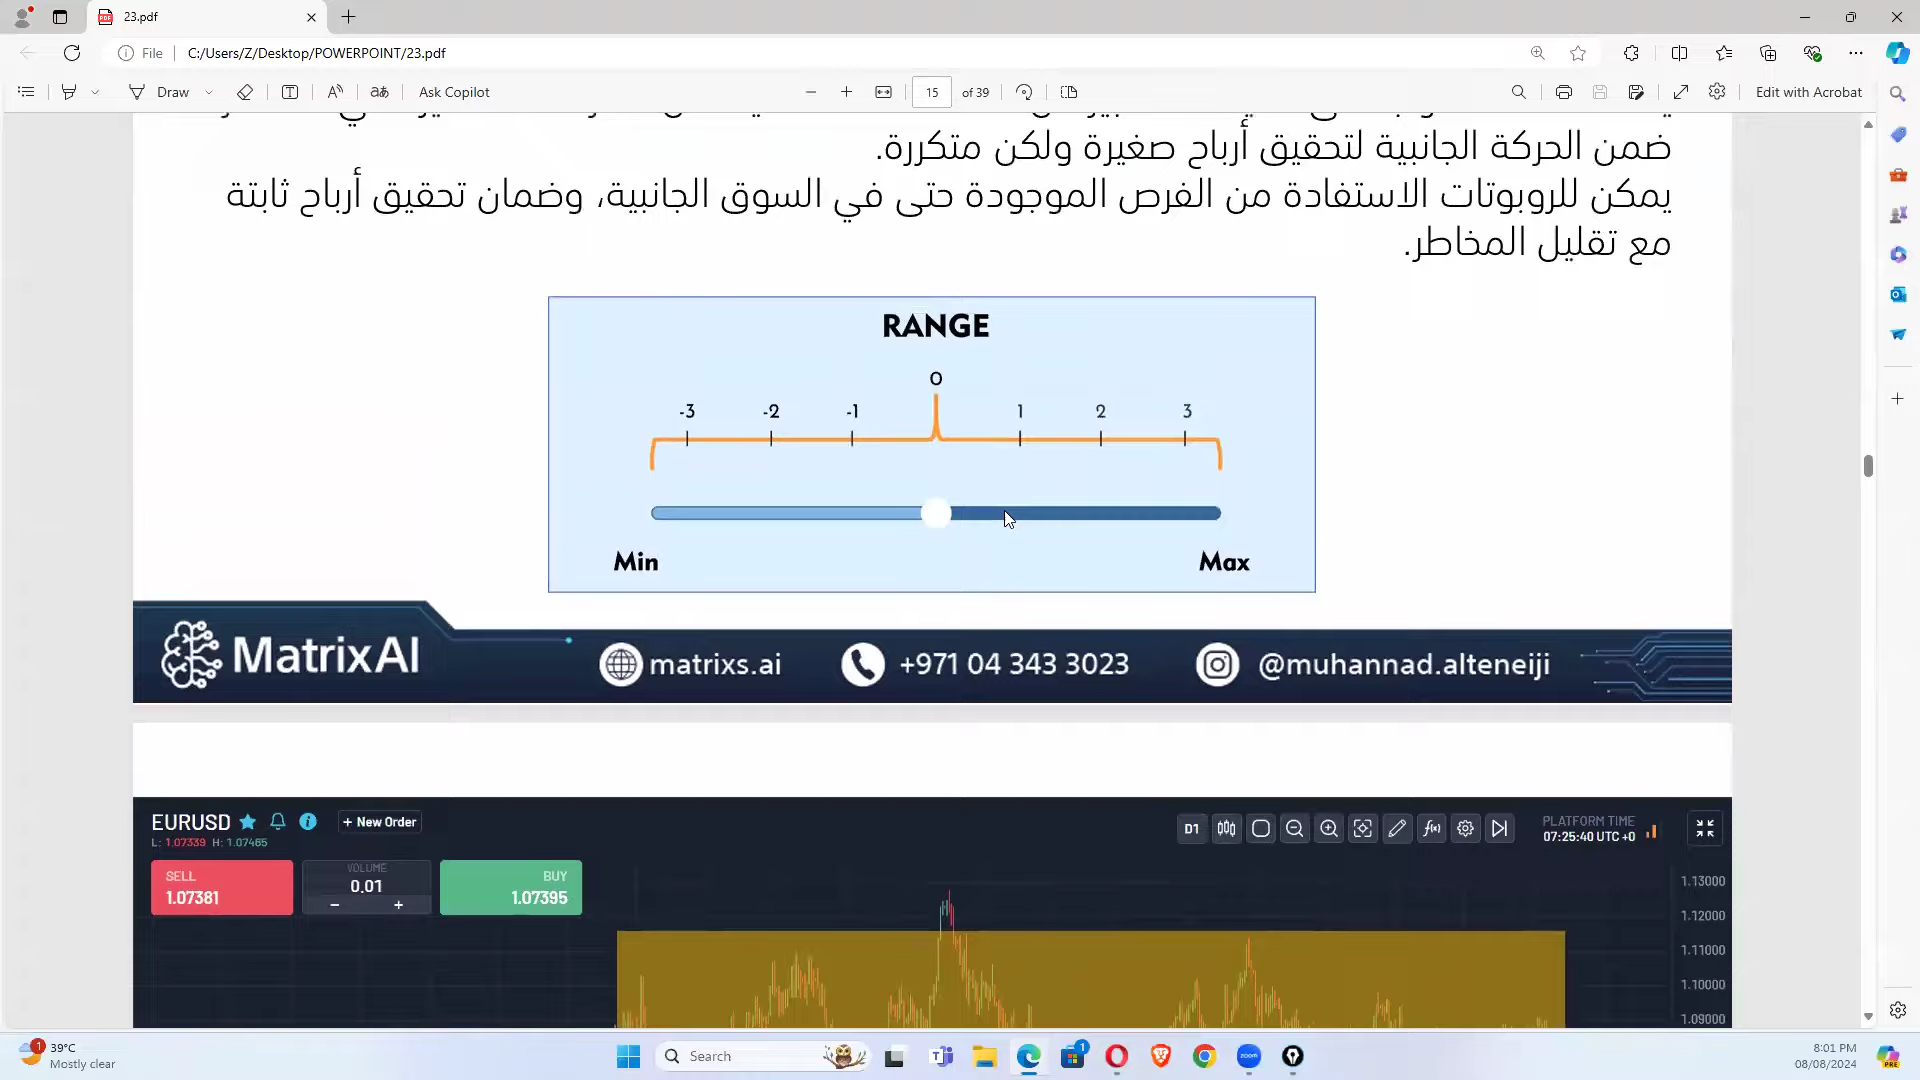 23.pdf
File
C:/Users/Z/Desktop/POWERPOINT/23.pdf
Draw
Ask Copilot
15
of 39
Edit with Acrobat
ضمن الحركة الجانبية لتحقيق أرباح صغيرة ولكن متكررة.
يمكن للروبوتات الاستفادة من الفرص الموجودة حتى في السوق الجانبية، وضمان تحقيق أرباح ثابتة
مع تقليل المخاطر.
RANGE
0
-3 -2 -1 1 2 3
Min Max
MatrixAI
matrixs.ai
+971 04 343 3023
@muhannad.alteneiji
EURUSD
+ New Order
L: 1.07339 H: 1.07465
D1
PLATFORM TIME
07:25:40 UTC +0
SELL
1.07381
VOLUME
0.01
BUY
1.07395
1.13000
1.12000
1.11000
1.10000
1.09000
1
39°C
Mostly clear
Search
1
zoom
PRE
8:01 PM
08/08/2024